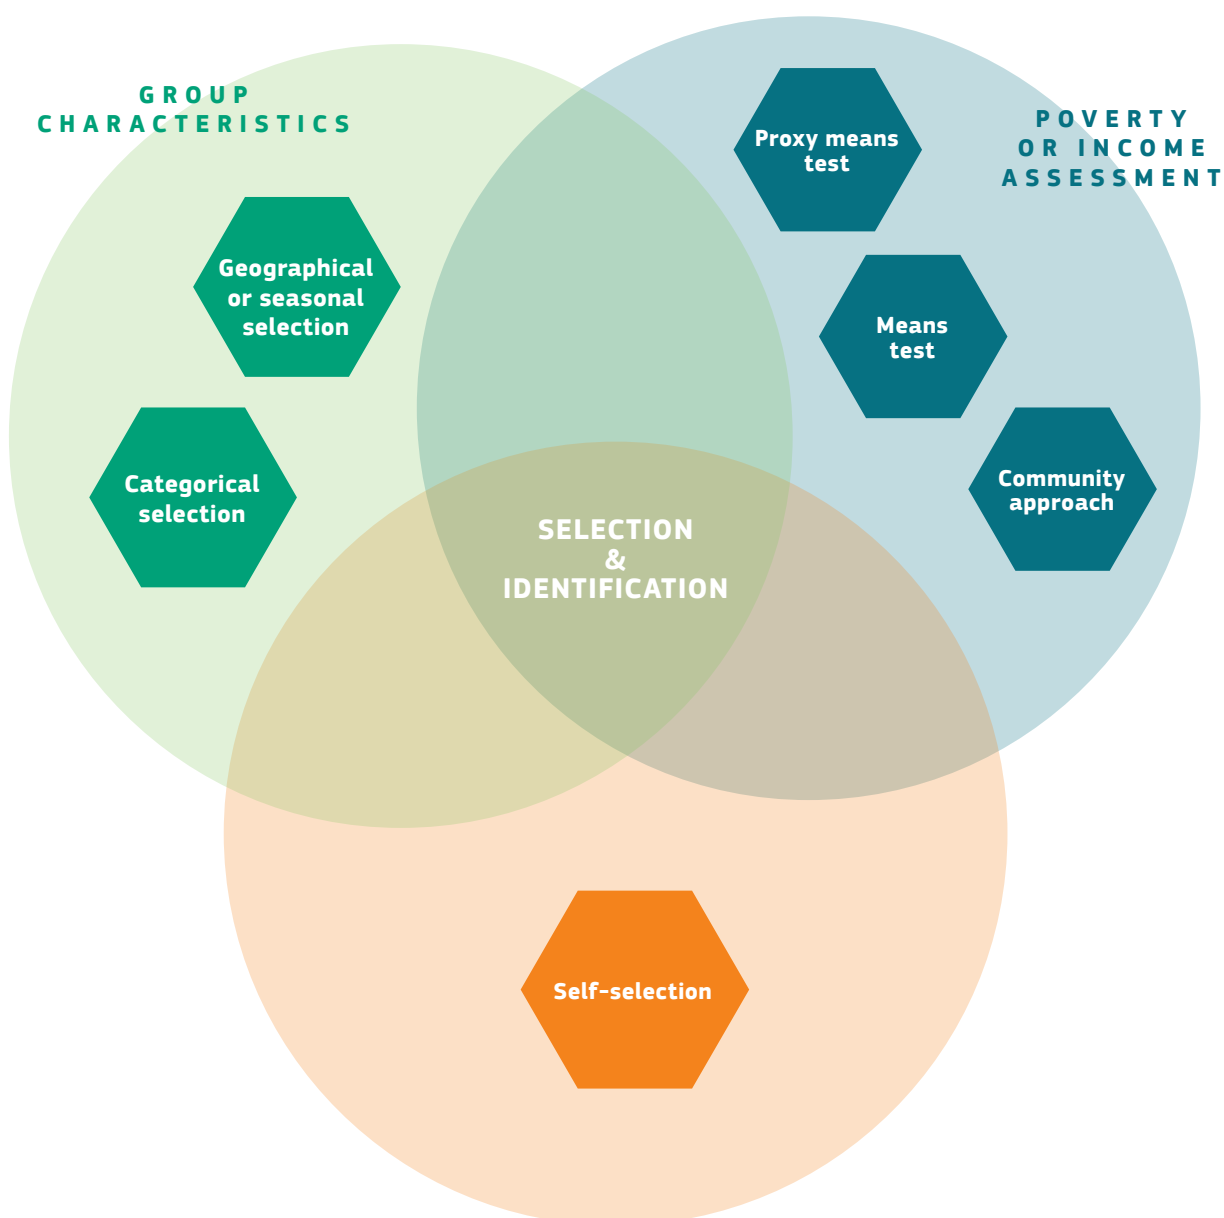 GROUP
CHARACTERISTICS
POVERTY
OR INCOME
ASSESSMENT
Proxy means
test
Geographical
or seasonal
selection
Means
test
Categorical
selection
Community
approach
SELECTION
&
IDENTIFICATION
Self-selection